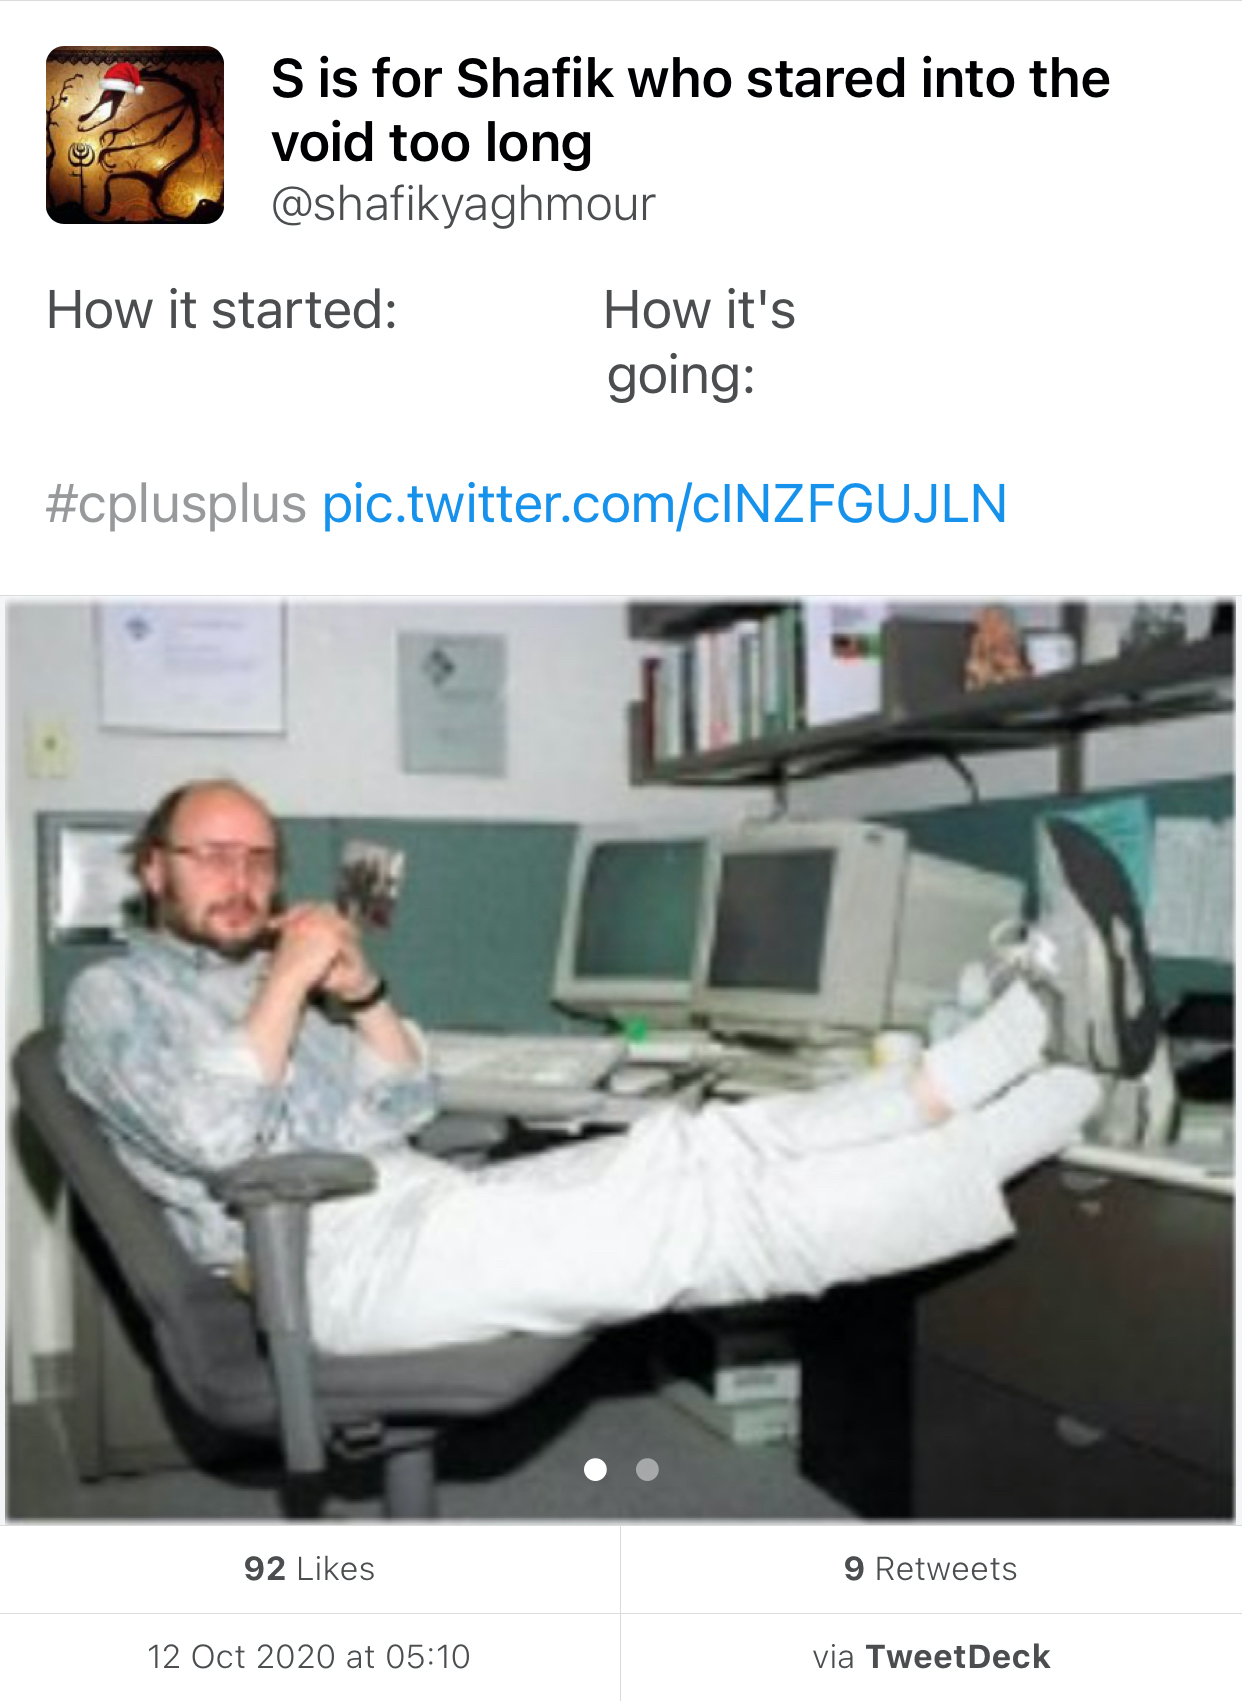 S is for Shafik who stared into the
void too long
@shafikyaghmour
How it started: How it's
going:
#cplusplus pic.twitter.com/clNZFGUJLN
92 Likes 9 Retweets
12 Oct 2020 at 05:10 via TweetDeck